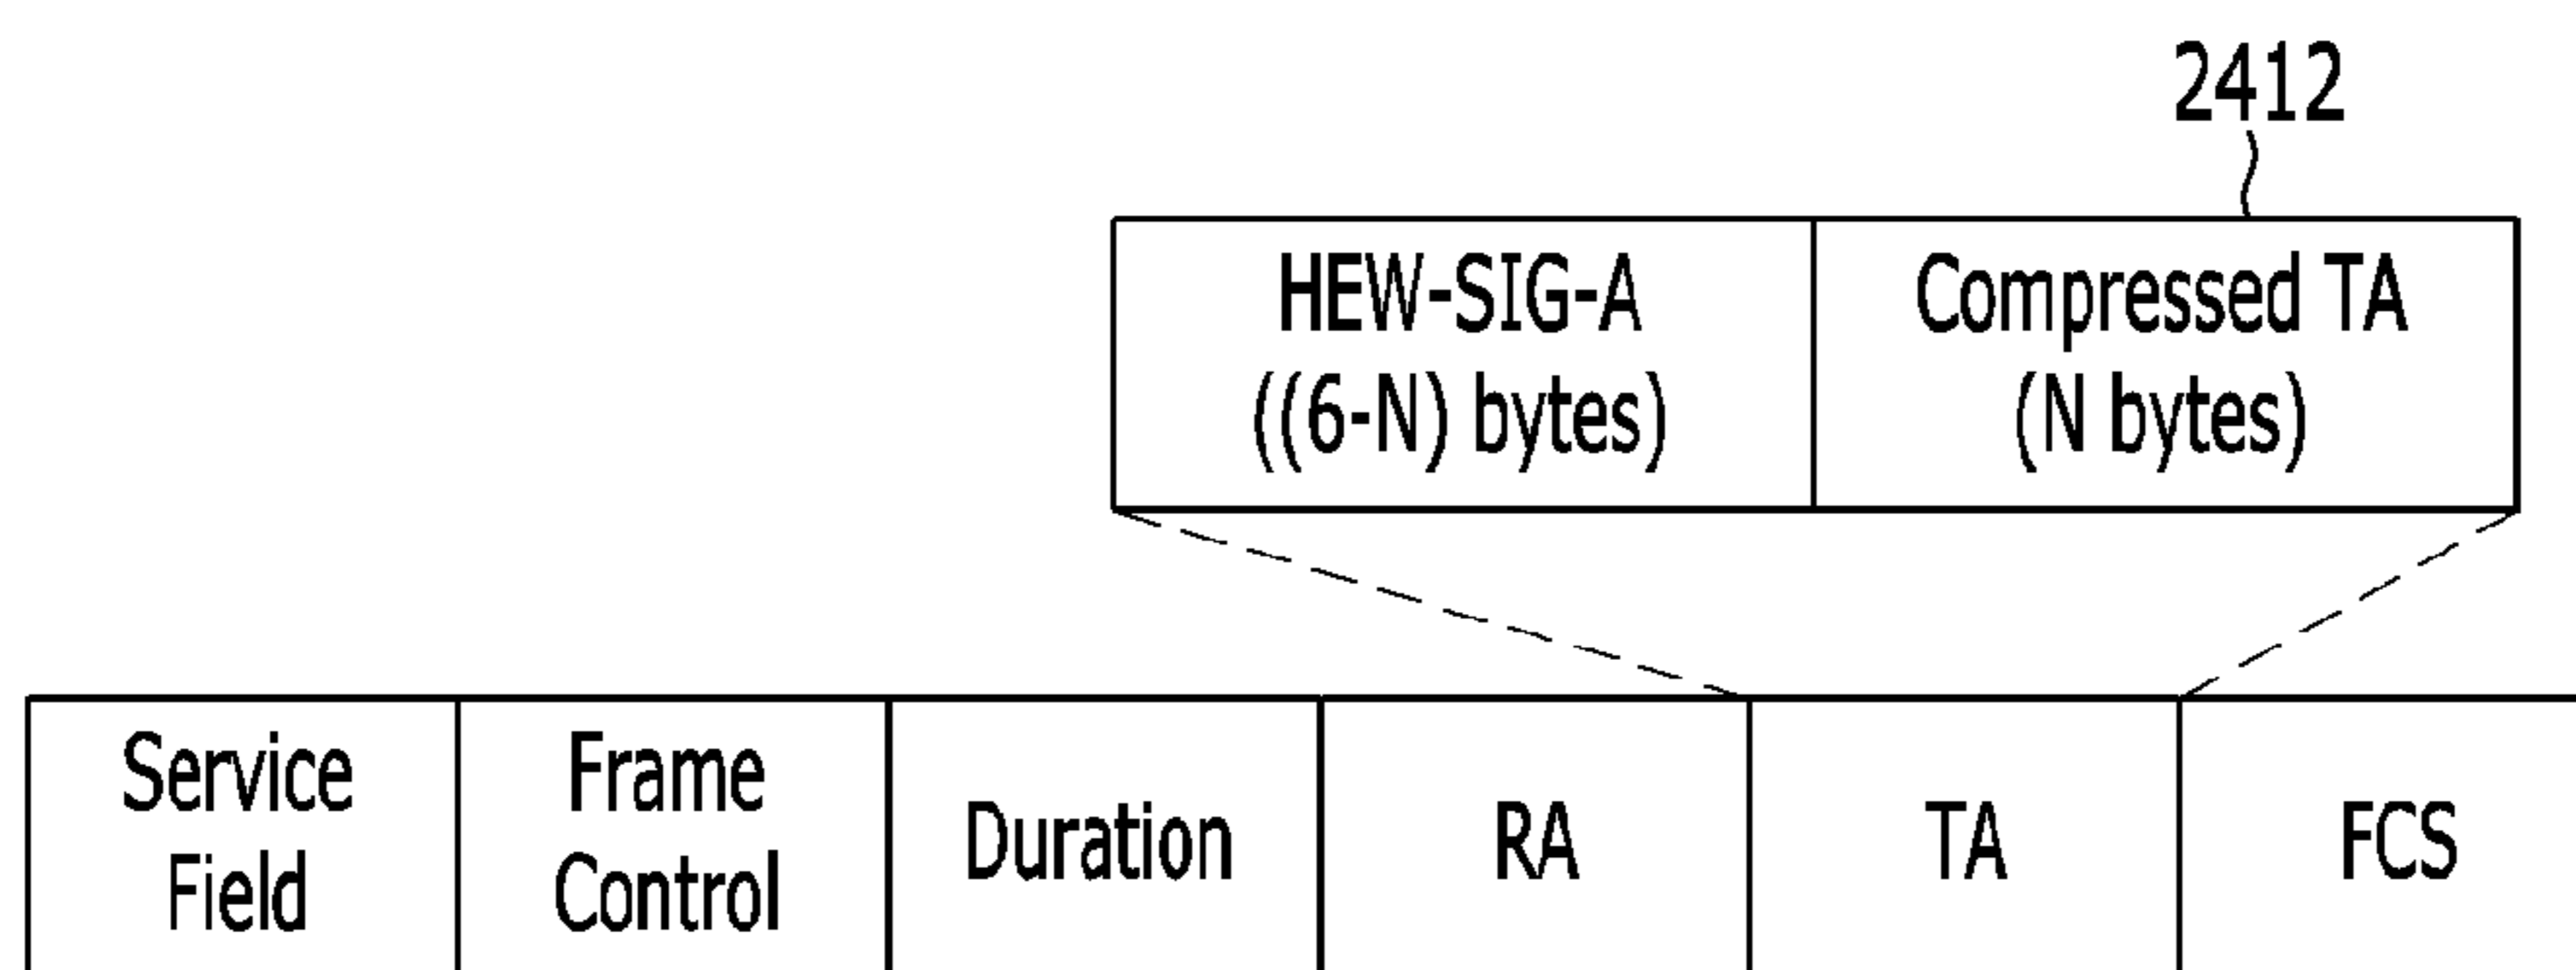 2412
HEW-SIG-A
((6-N) bytes)
Compressed TA
(N bytes)
Service
Field
Frame
Control
Duration
RA
TA
FCS